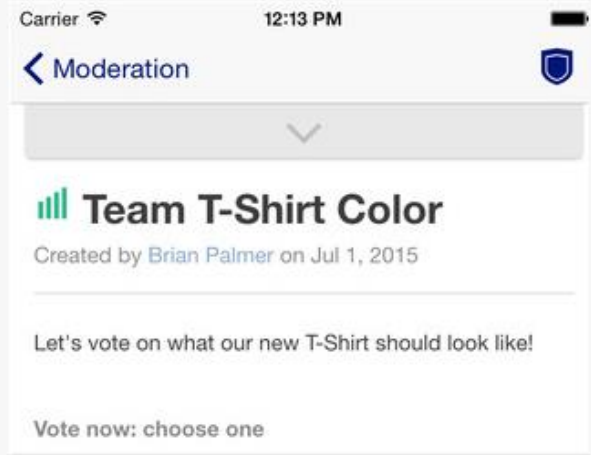 Carrier 12:13 PM
Moderation
Team T-Shirt Color
Created by Brian Palmer on Jul 1, 2015
Let's vote on what our new T-Shirt should look like!
Vote now: choose one